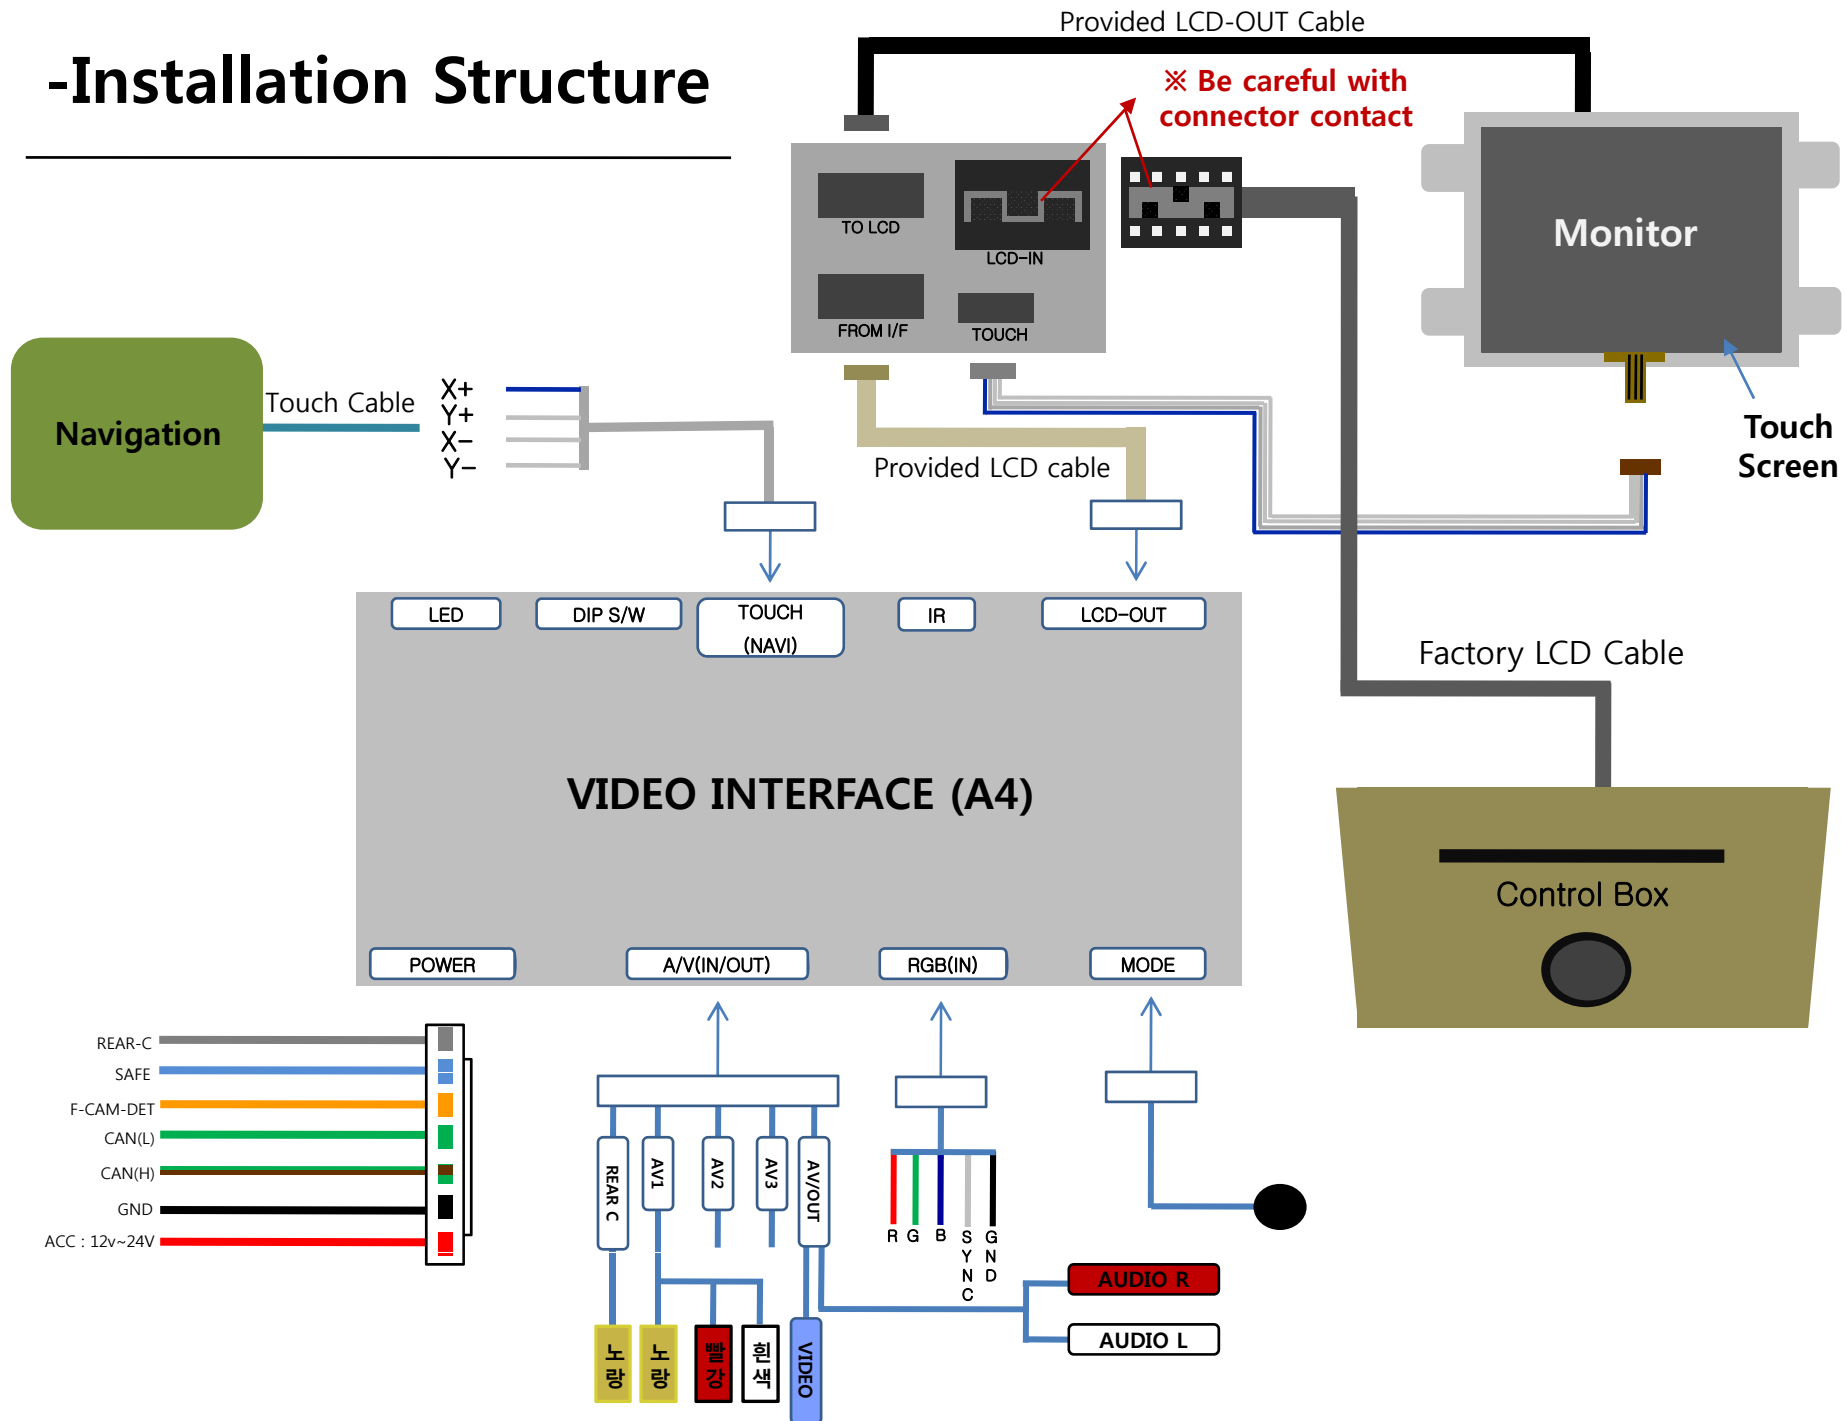 -Installation Structure
Provided LCD-OUT Cable
※ Be careful with
connector contact
TO LCD
LCD-IN
FROM I/F
TOUCH
Monitor
Touch
Screen
Navigation
Touch Cable
X+
Y+
X-
Y-
Provided LCD cable
LED
DIP S/W
TOUCH
(NAVI)
IR
LCD-OUT
Factory LCD Cable
VIDEO INTERFACE (A4)
Control Box
POWER
A/V(IN/OUT)
RGB(IN)
MODE
REAR-C
SAFE
F-CAM-DET
CAN(L)
CAN(H)
GND
ACC : 12v~24V
REAR C
AV1
AV2
AV3
AV/OUT
R
G
B
SYNC
GND
AUDIO R
AUDIO L
노랑
노랑
빨강
흰색
VIDEO